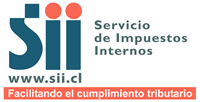 sii
Servicio
de Impuestos
Internos
www.sii.cl
Facilitando el cumplimiento tributario